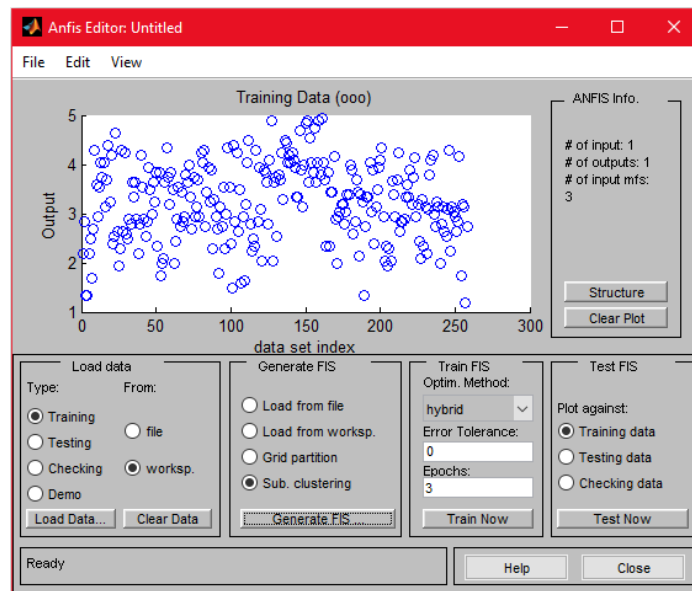 Anfis Editor: Untitled
File Edit View
Training Data (ooo)
5
4
3
2
1
Output
0 50 100 150 200 250 300
data set index
ANFIS Info.
# of input: 1
# of outputs: 1
# of input mfs:
3
Structure
Clear Plot
Load data
Type: From:
Training
Testing
Checking
Demo
file
worksp.
Load Data... Clear Data
Generate FIS
Load from file
Load from worksp.
Grid partition
Sub. clustering
Generate FIS ...
Train FIS
Optim. Method:
hybrid
Error Tolerance:
0
Epochs:
3
Train Now
Test FIS
Plot against:
Training data
Testing data
Checking data
Test Now
Ready
Help Close